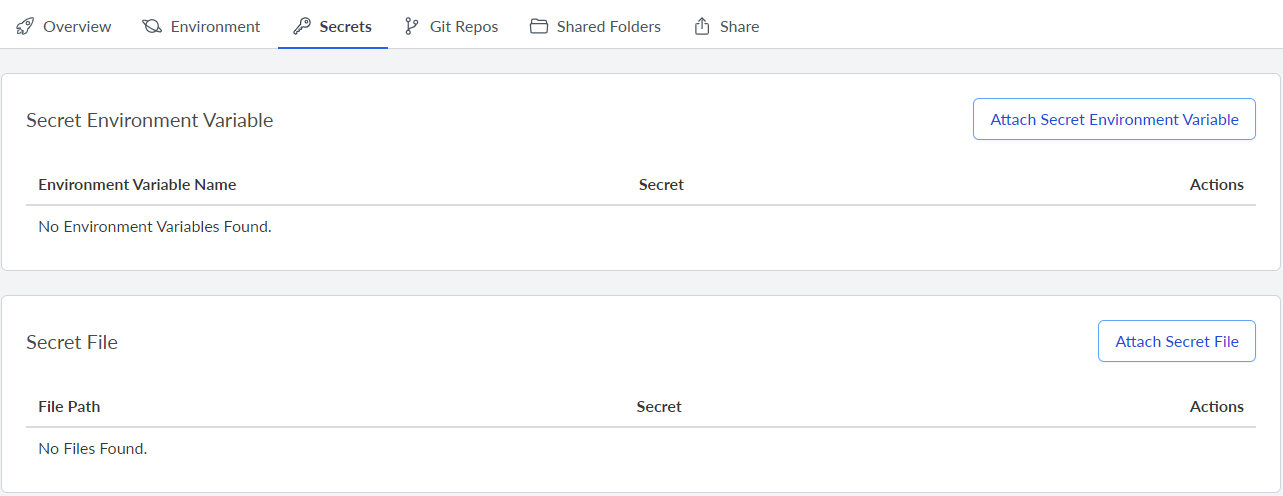 Overview Environment Secrets Git Repos Shared Folders Share
Secret Environment Variable Attach Secret Environment Variable
Environment Variable Name Secret Actions
No Environment Variables Found.
Secret File Attach Secret File
File Path Secret Actions
No Files Found.